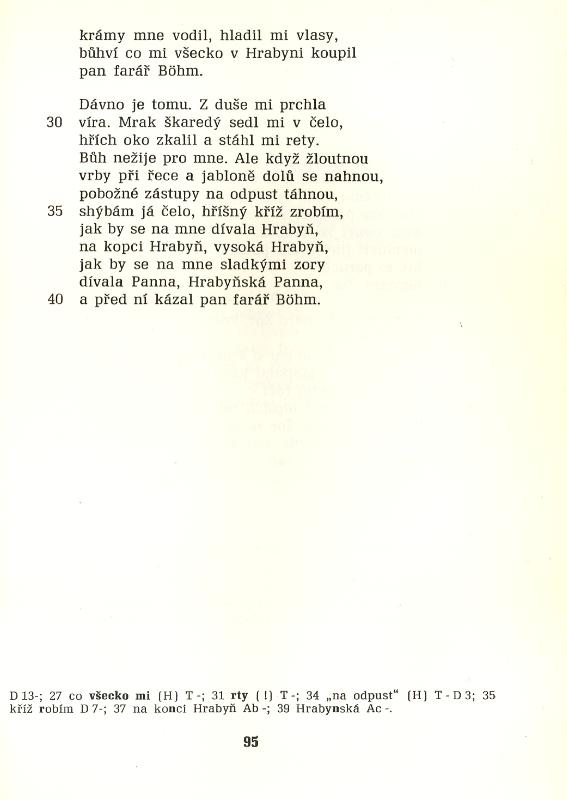 krámy mne vodil, hladil mi vlasy,
bůhví co mi všecko v Hrabyni koupil
pan farář Böhm.
Dávno je tomu. Z duše mi prchla
30 víra. Mrak škaredý sedl mi v čelo,
hřích oko zkalil a stáhl mi rety.
Bůh nežije pro mne. Ale když žloutnou
vrby při řece a jabloně dolů se nahnou,
pobožné zástupy na odpust táhnou,
35 shýbám já čelo, hříšný kříž zrobím,
jak by se na mne dívala Hrabyň,
na kopci Hrabyň, vysoká Hrabyň,
jak by se na mne sladkými zory
dívala Panna, Hrabyňská Panna,
40 a před ní kázal pan farář Böhm.
D 13-; 27 co všecko mi (H) T -; 31 rty (!) T -; 34 „na odpust“ (H) T - D 3; 35
kříž robím D 7-; 37 na konci Hrabyň Ab -; 39 Hrabynská Ac -.
95